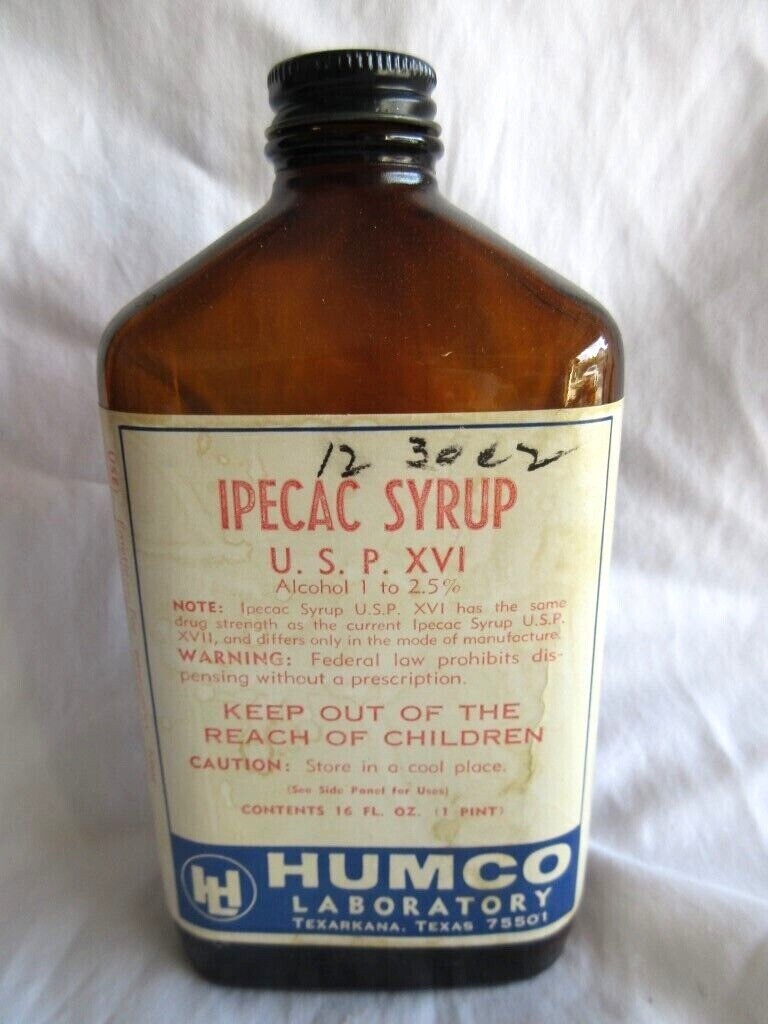 12 30cc
IPECAC SYRUP
U. S. P. XVI
Alcohol 1 to 2.5%
NOTE: Ipecac Syrup U.S.P. XVI has the same
drug strength as the current Ipecac Syrup U.S.P.
XVII, and differs only in the mode of manufacture.
WARNING: Federal law prohibits dis-
pensing without a prescription.
KEEP OUT OF THE
REACH OF CHILDREN
CAUTION: Store in a cool place.
(See Side Panel for Uses)
CONTENTS 16 FL. OZ. (1 PINT)
HL HUMCO
LABORATORY
TEXARKANA, TEXAS 75501